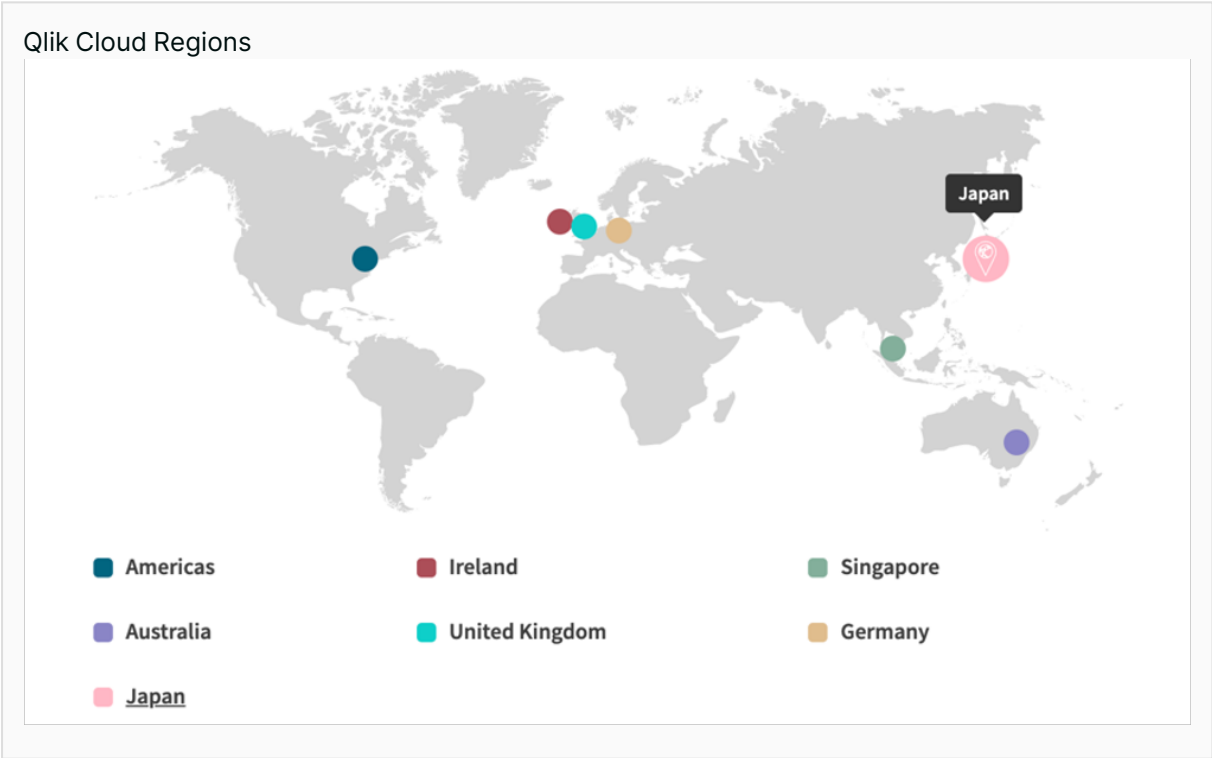 Qlik Cloud Regions
Japan
Americas
Ireland
Singapore
Australia
United Kingdom
Germany
Japan